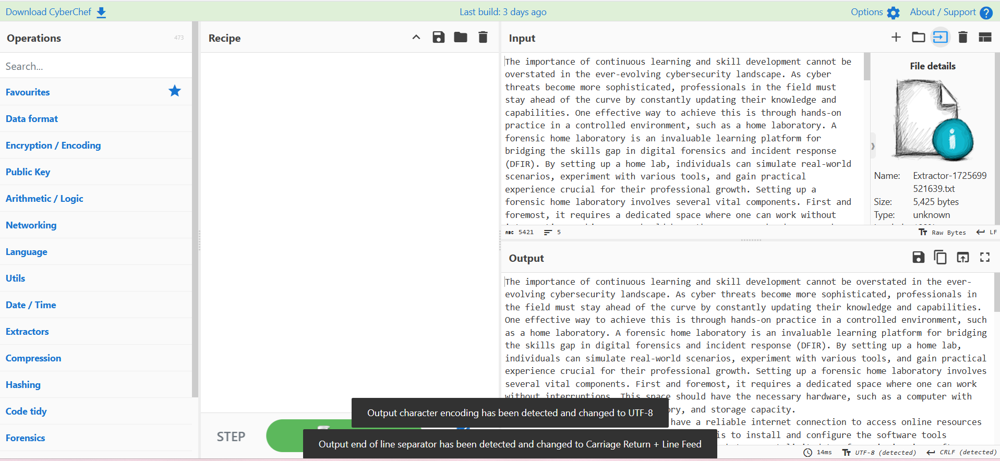 Download CyberChef
Last build: 3 days ago
Options
About / Support
Operations
473
Search...
Favourites
Data format
Encryption / Encoding
Public Key
Arithmetic / Logic
Networking
Language
Utils
Date / Time
Extractors
Compression
Hashing
Code tidy
Forensics
Recipe
STEP
Input
The importance of continuous learning and skill development cannot be
overstated in the ever-evolving cybersecurity landscape. As cyber
threats become more sophisticated, professionals in the field must
stay ahead of the curve by constantly updating their knowledge and
capabilities. One effective way to achieve this is through hands-on
practice in a controlled environment, such as a home laboratory. A
forensic home laboratory is an invaluable learning platform for
bridging the skills gap in digital forensics and incident response
(DFIR). By setting up a home lab, individuals can simulate real-world
scenarios, experiment with various tools, and gain practical
experience crucial for their professional growth. Setting up a
forensic home laboratory involves several vital components. First and
foremost, it requires a dedicated space where one can work without
File details
Name: Extractor-1725699
521639.txt
Size: 5,425 bytes
Type: unknown
ABC 5421
5
Tт Raw Bytes
LF
Output
The importance of continuous learning and skill development cannot be overstated in the ever-
evolving cybersecurity landscape. As cyber threats become more sophisticated, professionals in
the field must stay ahead of the curve by constantly updating their knowledge and capabilities.
One effective way to achieve this is through hands-on practice in a controlled environment, such
as a home laboratory. A forensic home laboratory is an invaluable learning platform for bridging
the skills gap in digital forensics and incident response (DFIR). By setting up a home lab,
individuals can simulate real-world scenarios, experiment with various tools, and gain practical
experience crucial for their professional growth. Setting up a forensic home laboratory involves
several vital components. First and foremost, it requires a dedicated space where one can work
without interruptions. This space should have the necessary hardware, such as a computer with
ory, and storage capacity.
have a reliable internet connection to access online resources
is to install and configure the software tools
Output character encoding has been detected and changed to UTF-8
Output end of line separator has been detected and changed to Carriage Return + Line Feed
14ms
Tт UTF-8 (detected)
CRLF (detected)